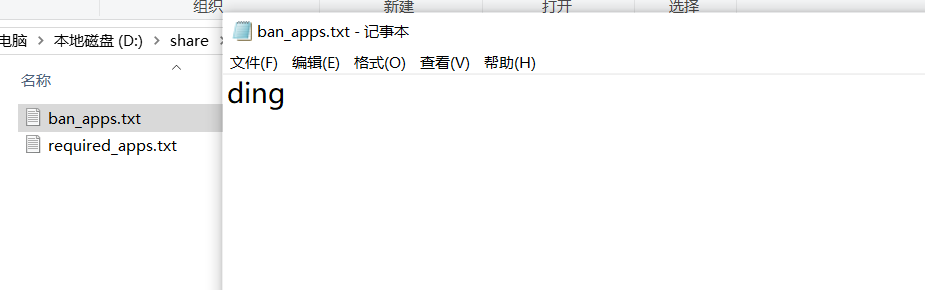 组织 新建 打开 选择
电脑 > 本地磁盘 (D:) > share >
ban_apps.txt - 记事本
文件(F) 编辑(E) 格式(O) 查看(V) 帮助(H)
ding
名称
ban_apps.txt
required_apps.txt